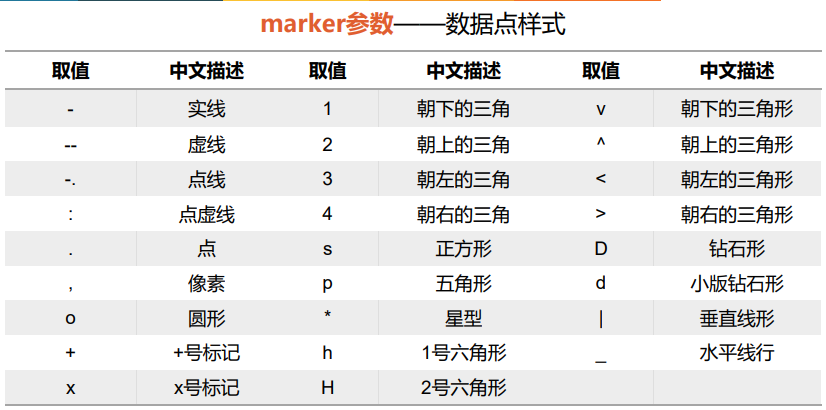 marker参数——数据点样式
取值 中文描述 取值 中文描述 取值 中文描述
- 实线 1 朝下的三角 v 朝下的三角形
-- 虚线 2 朝上的三角 ^ 朝上的三角形
-. 点线 3 朝左的三角 < 朝左的三角形
: 点虚线 4 朝右的三角 > 朝右的三角形
. 点 s 正方形 D 钻石形
, 像素 p 五角形 d 小版钻石形
o 圆形 * 星型 | 垂直线形
+ +号标记 h 1号六角形 _ 水平线行
x x号标记 H 2号六角形